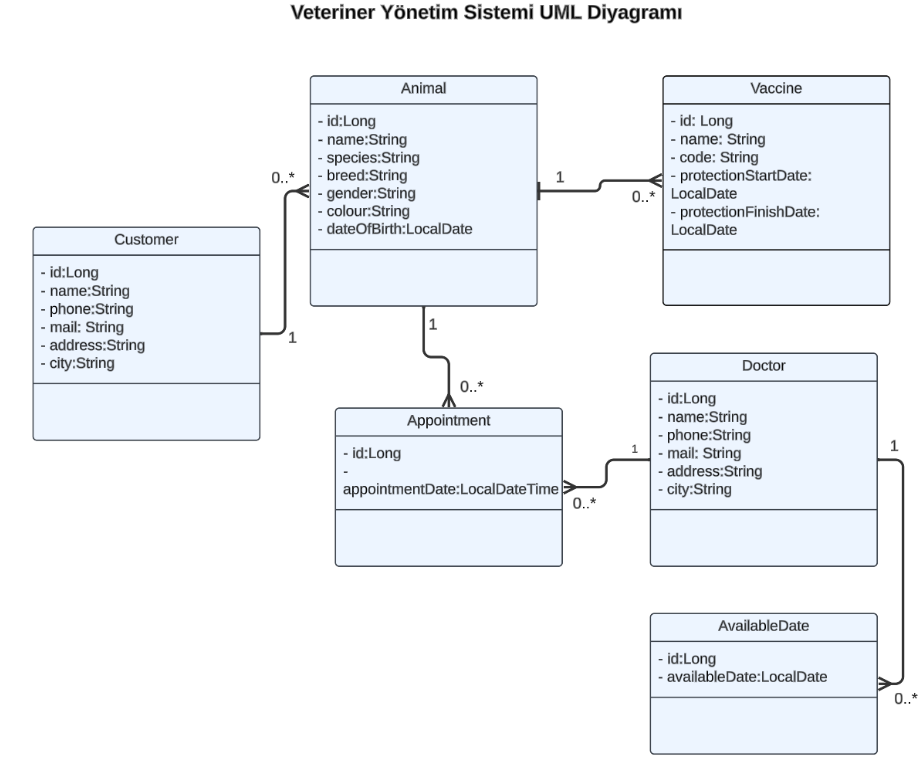 Veteriner Yönetim Sistemi UML Diyagramı
Animal
- id:Long
- name:String
- species:String
- breed:String
- gender:String
- colour:String
- dateOfBirth:LocalDate
Vaccine
- id: Long
- name: String
- code: String
- protectionStartDate:
LocalDate
- protectionFinishDate:
LocalDate
0..*
1
0..*
Customer
- id:Long
- name:String
- phone:String
- mail: String
- address:String
- city:String
1
1
0..*
Appointment
- id:Long
-
appointmentDate:LocalDateTime
1
0..*
Doctor
- id:Long
- name:String
- phone:String
- mail: String
- address:String
- city:String
1
AvailableDate
- id:Long
- availableDate:LocalDate
0..*